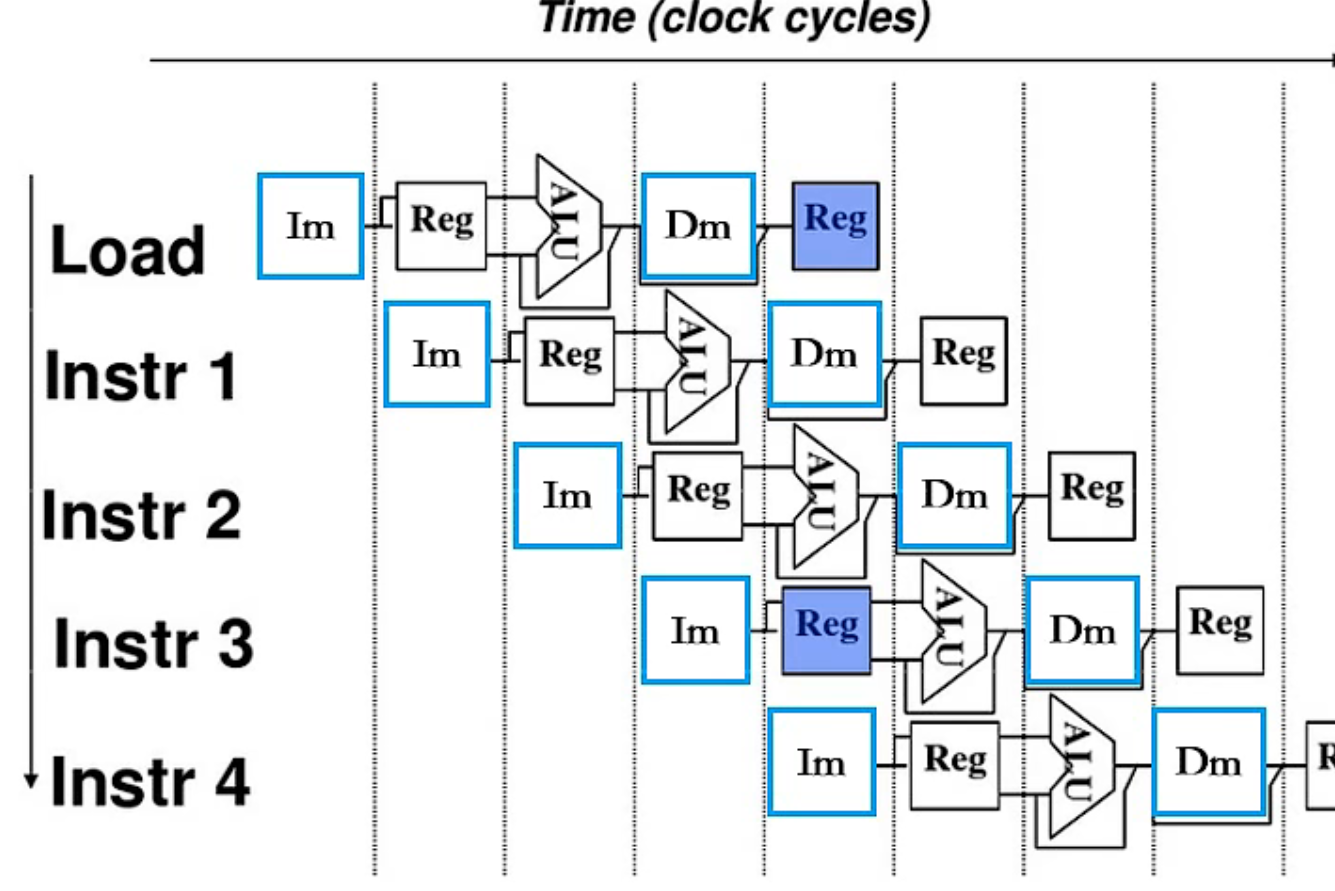 Time (clock cycles)
Load Im Reg ALU Dm Reg
Instr 1 Im Reg ALU Dm Reg
Instr 2 Im Reg ALU Dm Reg
Instr 3 Im Reg ALU Dm Reg
Instr 4 Im Reg ALU Dm R